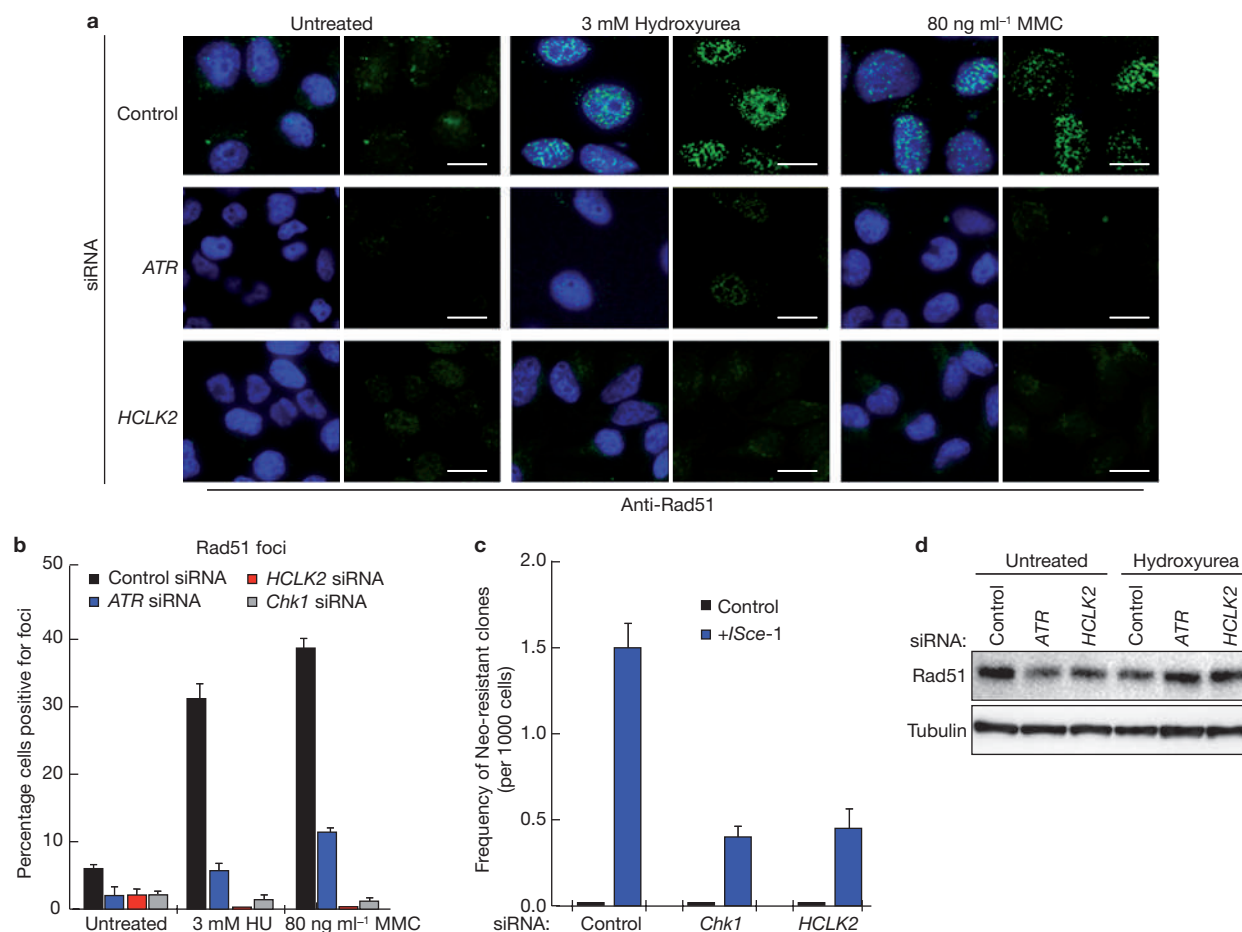 a
Untreated
3 mM Hydroxyurea
80 ng ml⁻¹ MMC
siRNA
Control
ATR
HCLK2
Anti-Rad51
b
Rad51 foci
Control siRNA
HCLK2 siRNA
ATR siRNA
Chk1 siRNA
Percentage cells positive for foci
50
40
30
20
10
0
Untreated
3 mM HU
80 ng ml⁻¹ MMC
c
Frequency of Neo-resistant clones
(per 1000 cells)
2.0
1.5
1.0
0.5
0.0
Control
+ISce-1
siRNA:
Control
Chk1
HCLK2
d
Untreated
Hydroxyurea
siRNA:
Control
ATR
HCLK2
Control
ATR
HCLK2
Rad51
Tubulin